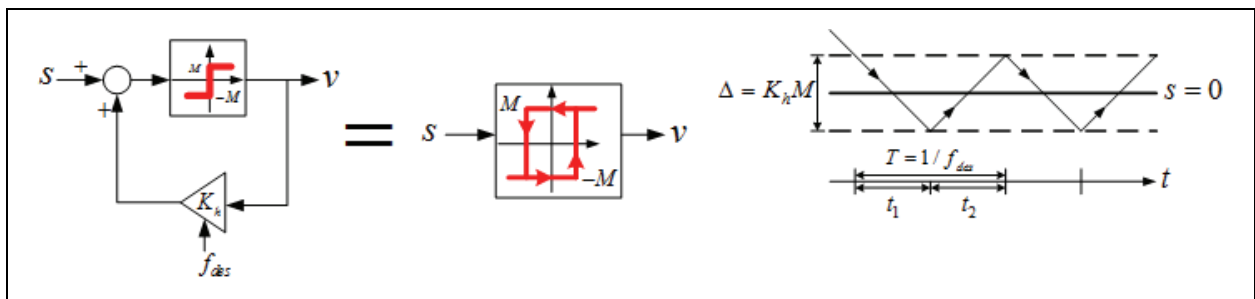 s
+
+
M
-M
v
K_h
f_des
=
s
M
-M
v
Δ = K_h M
s = 0
T = 1 / f_des
t_1
t_2
t